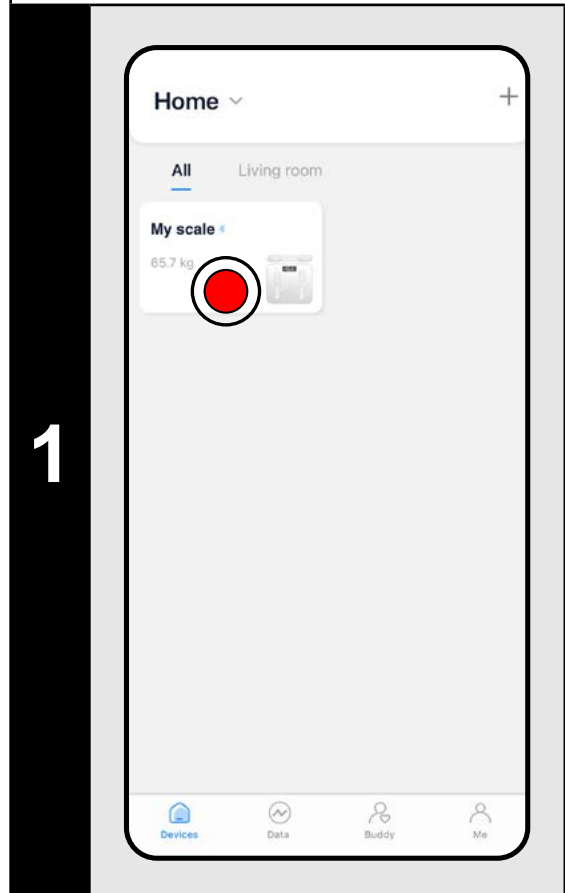 1
Home
+
All Living room
My scale
65.7 kg
Devices Data Buddy Me